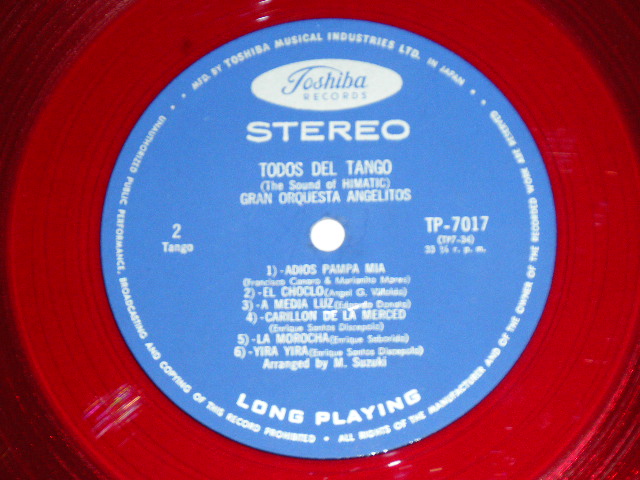 MFD. BY TOSHIBA MUSICAL INDUSTRIES LTD. IN JAPAN
Toshiba
RECORDS
STEREO
TODOS DEL TANGO
(The Sound of HIMATIC)
GRAN ORQUESTA ANGELITOS
2
Tango
TP-7017
(TP7-34)
33 ⅓ r. p. m.
1)-ADIOS PAMPA MIA
(Francisco Canaro & Marianito Mores)
2)-EL CHOCLO(Angel G. Villoldo)
3)-A MEDIA LUZ(Edgardo Donato)
4)-CARILLON DE LA MERCED
(Enrique Santos Discepolo)
5)-LA MOROCHA(Enrique Saborido)
6)-YIRA YIRA(Enrique Santos Discepolo)
Arranged by M. Suzuki
LONG PLAYING
UNAUTHORIZED PUBLIC PERFORMANCE, BROADCASTING AND COPYING OF THIS RECORD PROHIBITED • ALL RIGHTS OF THE MANUFACTURER AND OF THE OWNER OF THE RECORDED WORK ARE RESERVED